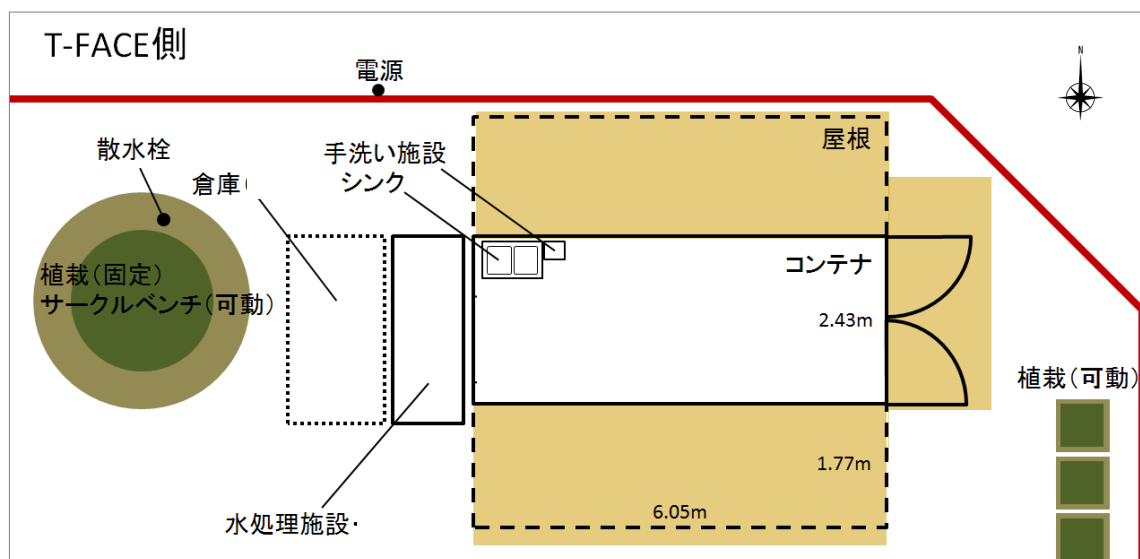 T-FACE側
N
電源
散水栓
手洗い施設
シンク
屋根
倉庫(
植栽(固定)
サークルベンチ(可動)
コンテナ
2.43m
植栽(可動)
1.77m
6.05m
水処理施設・